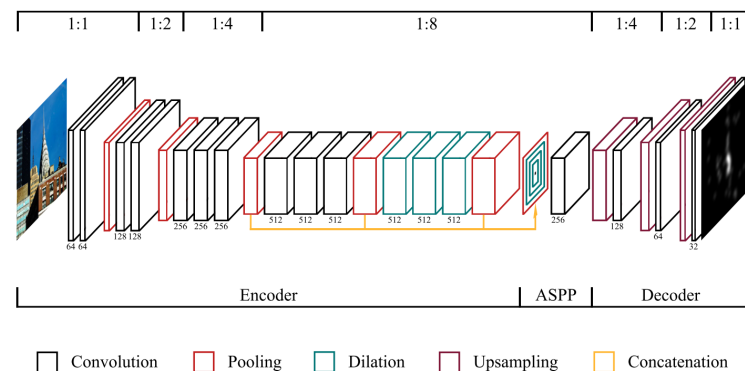 1:1 1:2 1:4 1:8 1:4 1:2 1:1
64 64
128 128
256 256 256
512 512 512
512 512 512
256
128
64
32
Encoder ASPP Decoder
Convolution Pooling Dilation Upsampling Concatenation